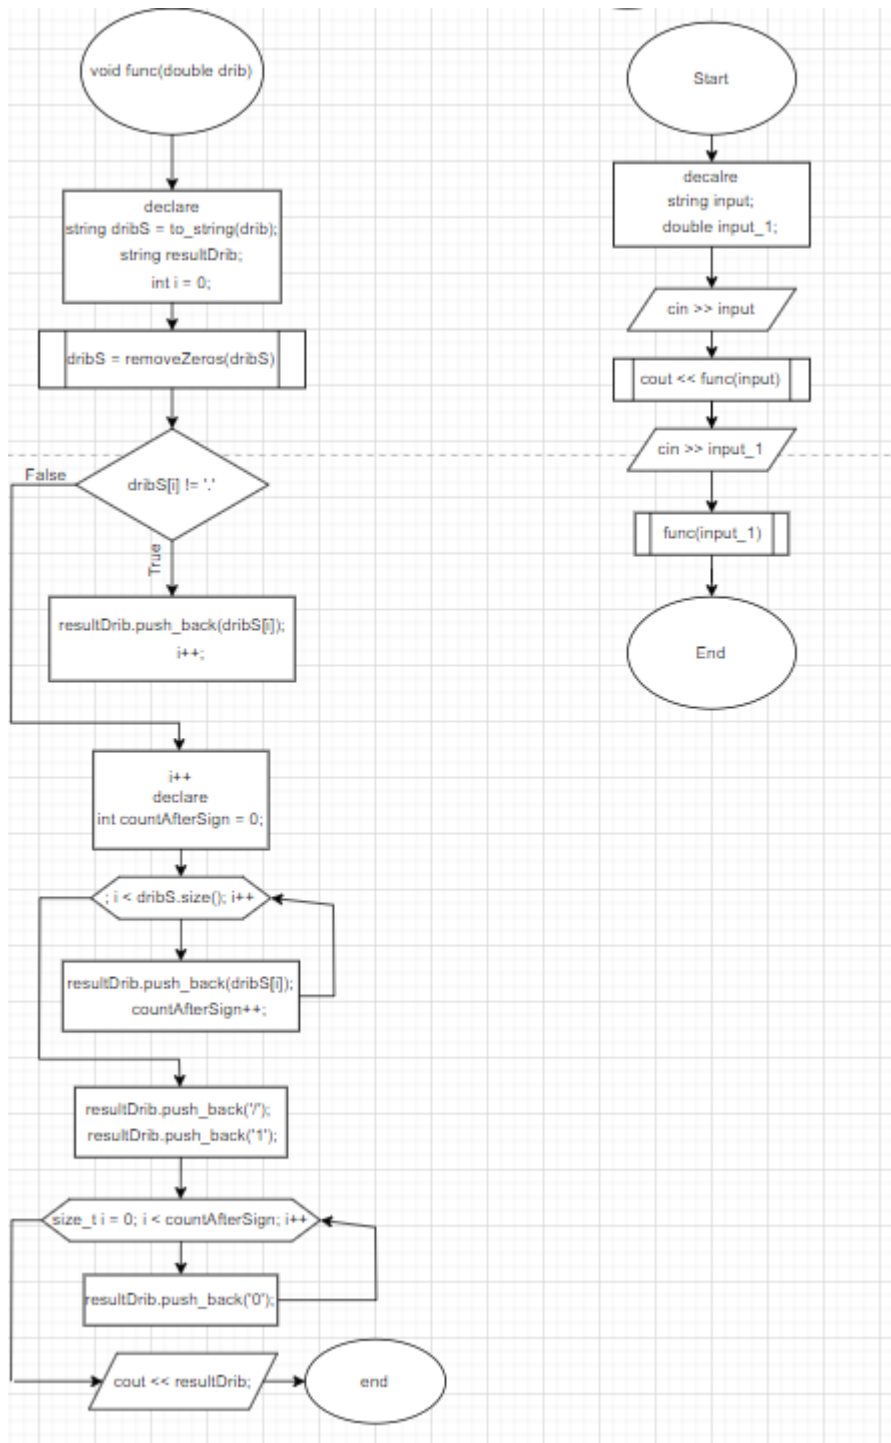 void func(double drib)
declare
string dribS = to_string(drib);
string resultDrib;
int i = 0;
dribS = removeZeros(dribS)
False
dribS[i] != '.'
True
resultDrib.push_back(dribS[i]);
i++;
i++
declare
int countAfterSign = 0;
; i < dribS.size(); i++
resultDrib.push_back(dribS[i]);
countAfterSign++;
resultDrib.push_back('/');
resultDrib.push_back('1');
size_t i = 0; i < countAfterSign; i++
resultDrib.push_back('0');
cout << resultDrib;
end
Start
decalre
string input;
double input_1;
cin >> input
cout << func(input)
cin >> input_1
func(input_1)
End